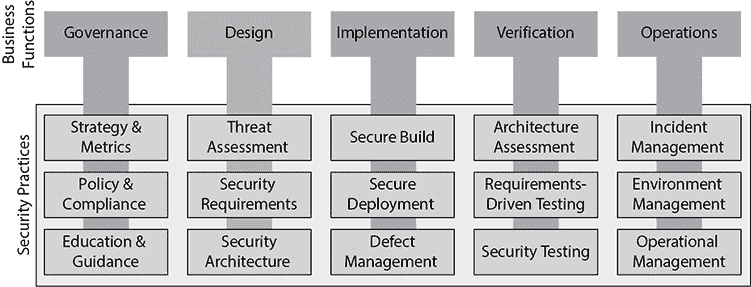 Business
Functions
Governance
Design
Implementation
Verification
Operations
Security Practices
Strategy &
Metrics
Threat
Assessment
Secure Build
Architecture
Assessment
Incident
Management
Policy &
Compliance
Security
Requirements
Secure
Deployment
Requirements-
Driven Testing
Environment
Management
Education &
Guidance
Security
Architecture
Defect
Management
Security Testing
Operational
Management